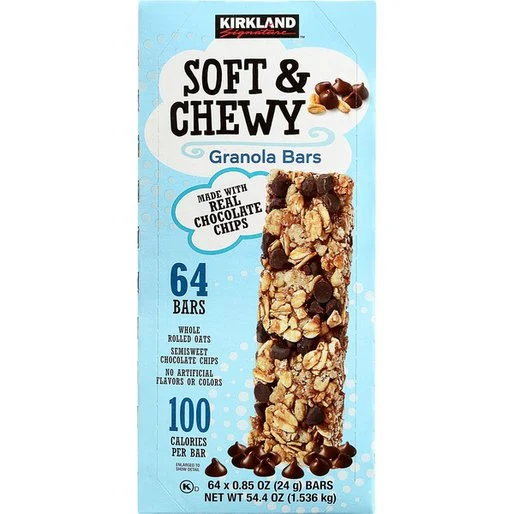 KIRKLAND
Signature™
SOFT &
CHEWY
Granola Bars
MADE WITH
REAL
CHOCOLATE
CHIPS
64
BARS
WHOLE
ROLLED OATS
SEMISWEET
CHOCOLATE CHIPS
NO ARTIFICIAL
FLAVORS OR COLORS
100
CALORIES
PER BAR
ENLARGED TO
SHOW DETAIL
K D
64 x 0.85 OZ (24 g) BARS
NET WT 54.4 OZ (1.536 kg)